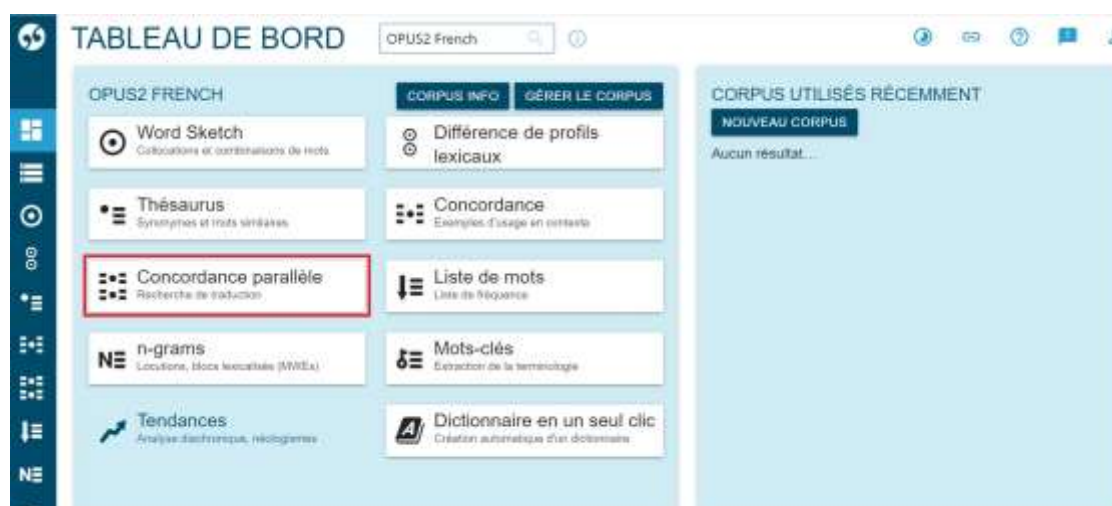 TABLEAU DE BORD
OPUS2 French
OPUS2 FRENCH
CORPUS INFO
GÉRER LE CORPUS
Word Sketch
Collocations et combinaisons de mots
Différence de profils
lexicaux
Thésaurus
Synonymes et mots similaires
Concordance
Exemples d'usage en contexte
Concordance parallèle
Recherche de traduction
Liste de mots
Liste de fréquence
n-grams
Locutions, blocs lexicalisés (MWEs)
Mots-clés
Extraction de la terminologie
Tendances
Analyse diachronique, néologismes
Dictionnaire en un seul clic
Création automatique d'un dictionnaire
CORPUS UTILISÉS RÉCEMMENT
NOUVEAU CORPUS
Aucun résultat...